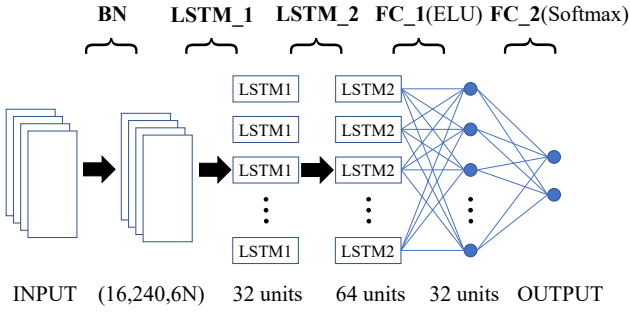 BN LSTM_1 LSTM_2 FC_1(ELU) FC_2(Softmax)
LSTM1 LSTM2
LSTM1 LSTM2
LSTM1 LSTM2
LSTM1 LSTM2
INPUT (16,240,6N) 32 units 64 units 32 units OUTPUT